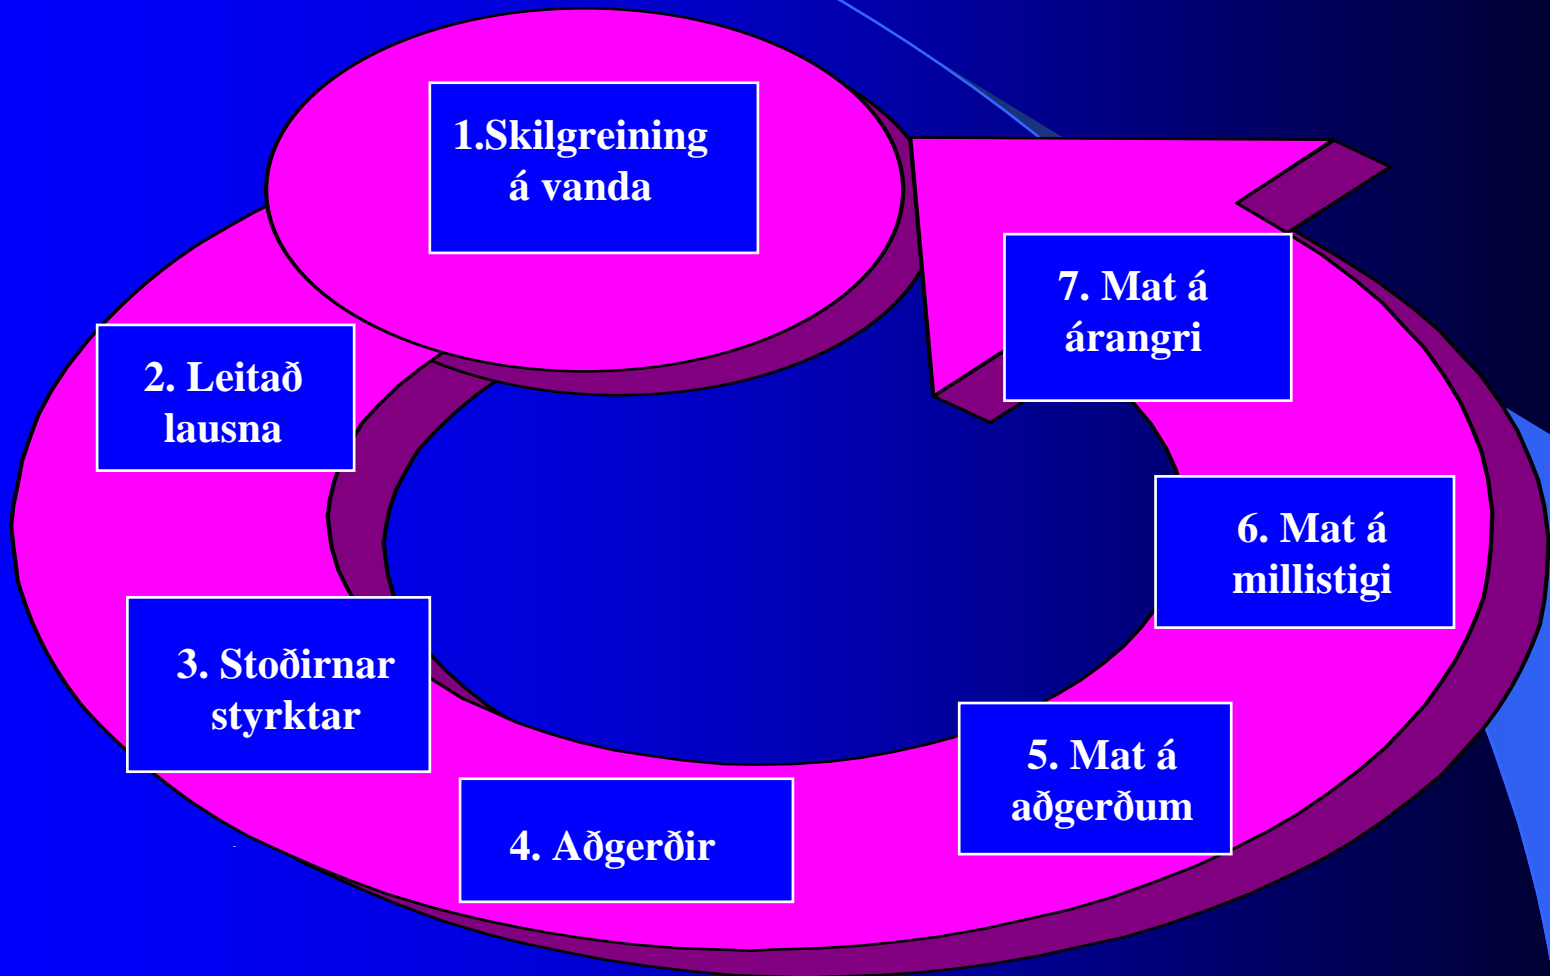 1.Skilgreining
á vanda
2. Leitað
lausna
3. Stoðirnar
styrktar
4. Aðgerðir
5. Mat á
aðgerðum
6. Mat á
millistigi
7. Mat á
árangri